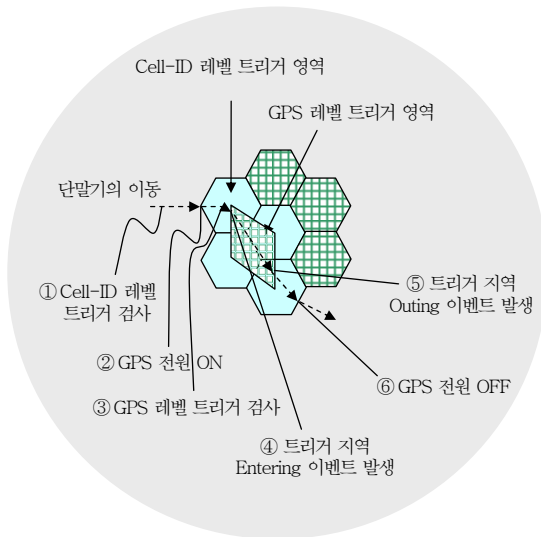 Cell-ID 레벨 트리거 영역
GPS 레벨 트리거 영역
단말기의 이동
① Cell-ID 레벨
트리거 검사
② GPS 전원 ON
③ GPS 레벨 트리거 검사
④ 트리거 지역
Entering 이벤트 발생
⑤ 트리거 지역
Outing 이벤트 발생
⑥ GPS 전원 OFF